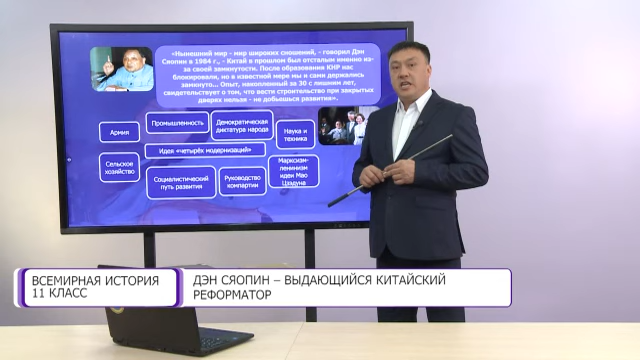 «Нынешний мир - мир широких сношений, - говорил Дэн
Сяопин в 1984 г., - Китай в прошлом был отсталым именно из-
за своей замкнутости. После образования КНР нас
блокировали, но в известной мере мы и сами держались
замкнуто... Опыт, накопленный за 30 с лишним лет,
свидетельствует о том, что вести строительство при закрытых
дверях нельзя - не добьешься развития».
Армия
Промышленность
Демократическая
диктатура народа
Наука и
техника
Идея «четырёх модернизаций»
Сельское
хозяйство
Социалистический
путь развития
Руководство
компартии
Марксизм-
ленинизм
идеи Мао
Цзэдуна
ВСЕМИРНАЯ ИСТОРИЯ
11 КЛАСС
ДЭН СЯОПИН – ВЫДАЮЩИЙСЯ КИТАЙСКИЙ
РЕФОРМАТОР